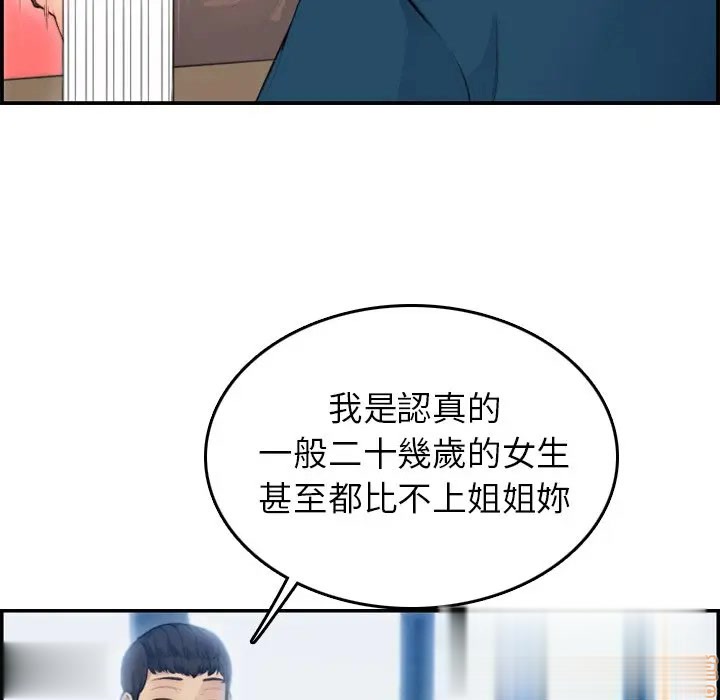 我是認真的
一般二十幾歲的女生
甚至都比不上姐姐妳